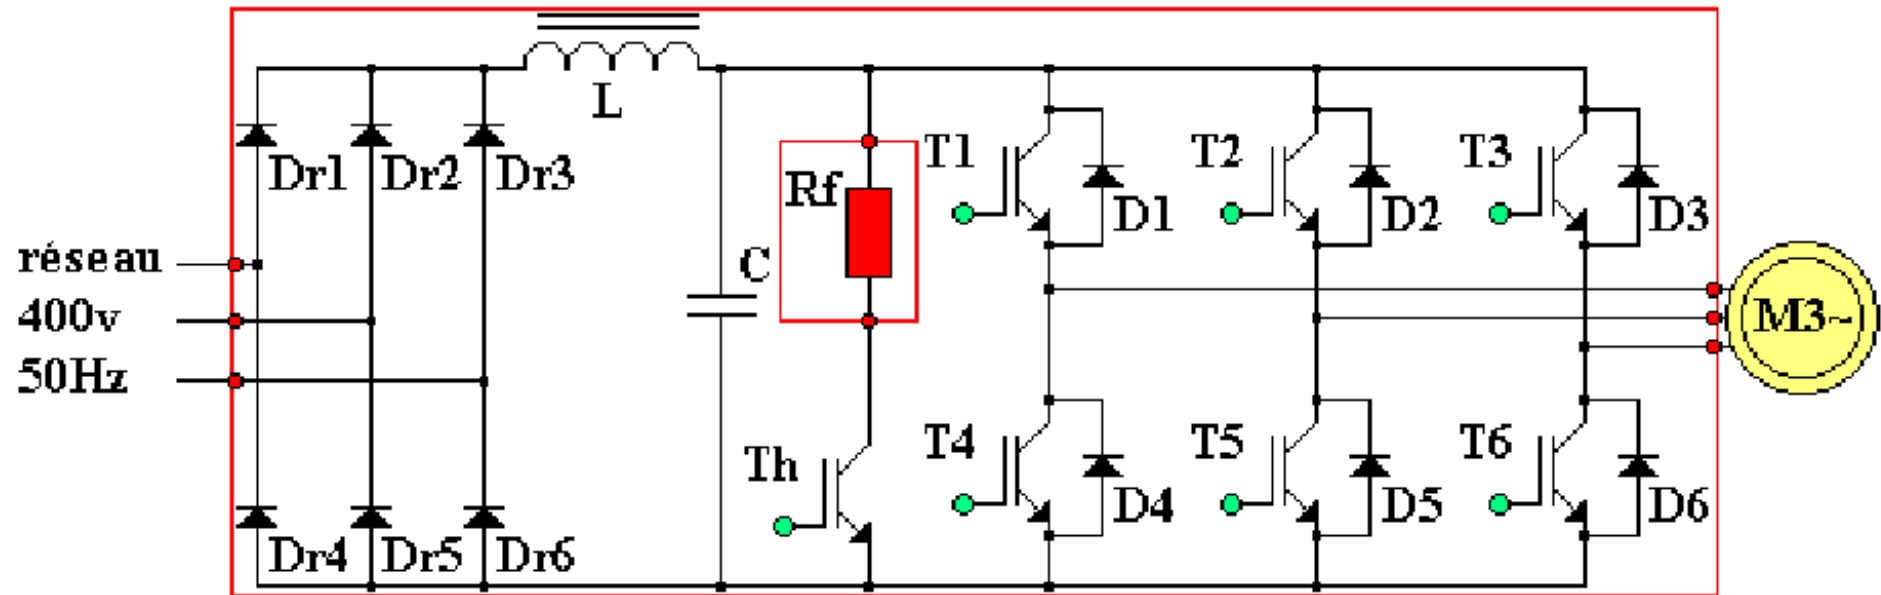 L
Dr1 Dr2 Dr3
Rf
T1 D1
T2 D2
T3 D3
réseau
400v
50Hz
C
M3~
Th
T4 D4
T5 D5
T6 D6
Dr4 Dr5 Dr6